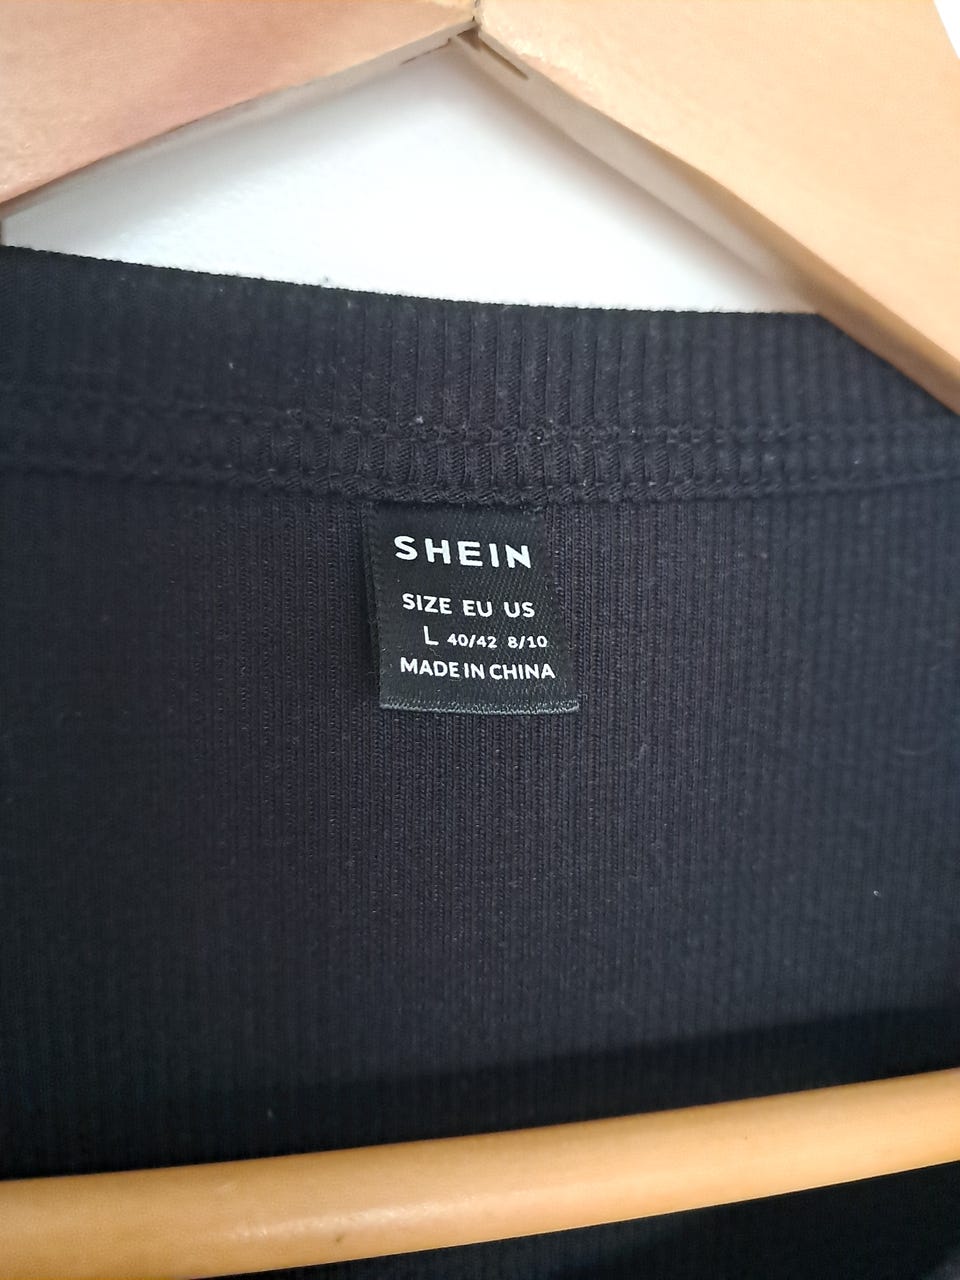 SHEIN
SIZE EU US
L 40/42 8/10
MADE IN CHINA